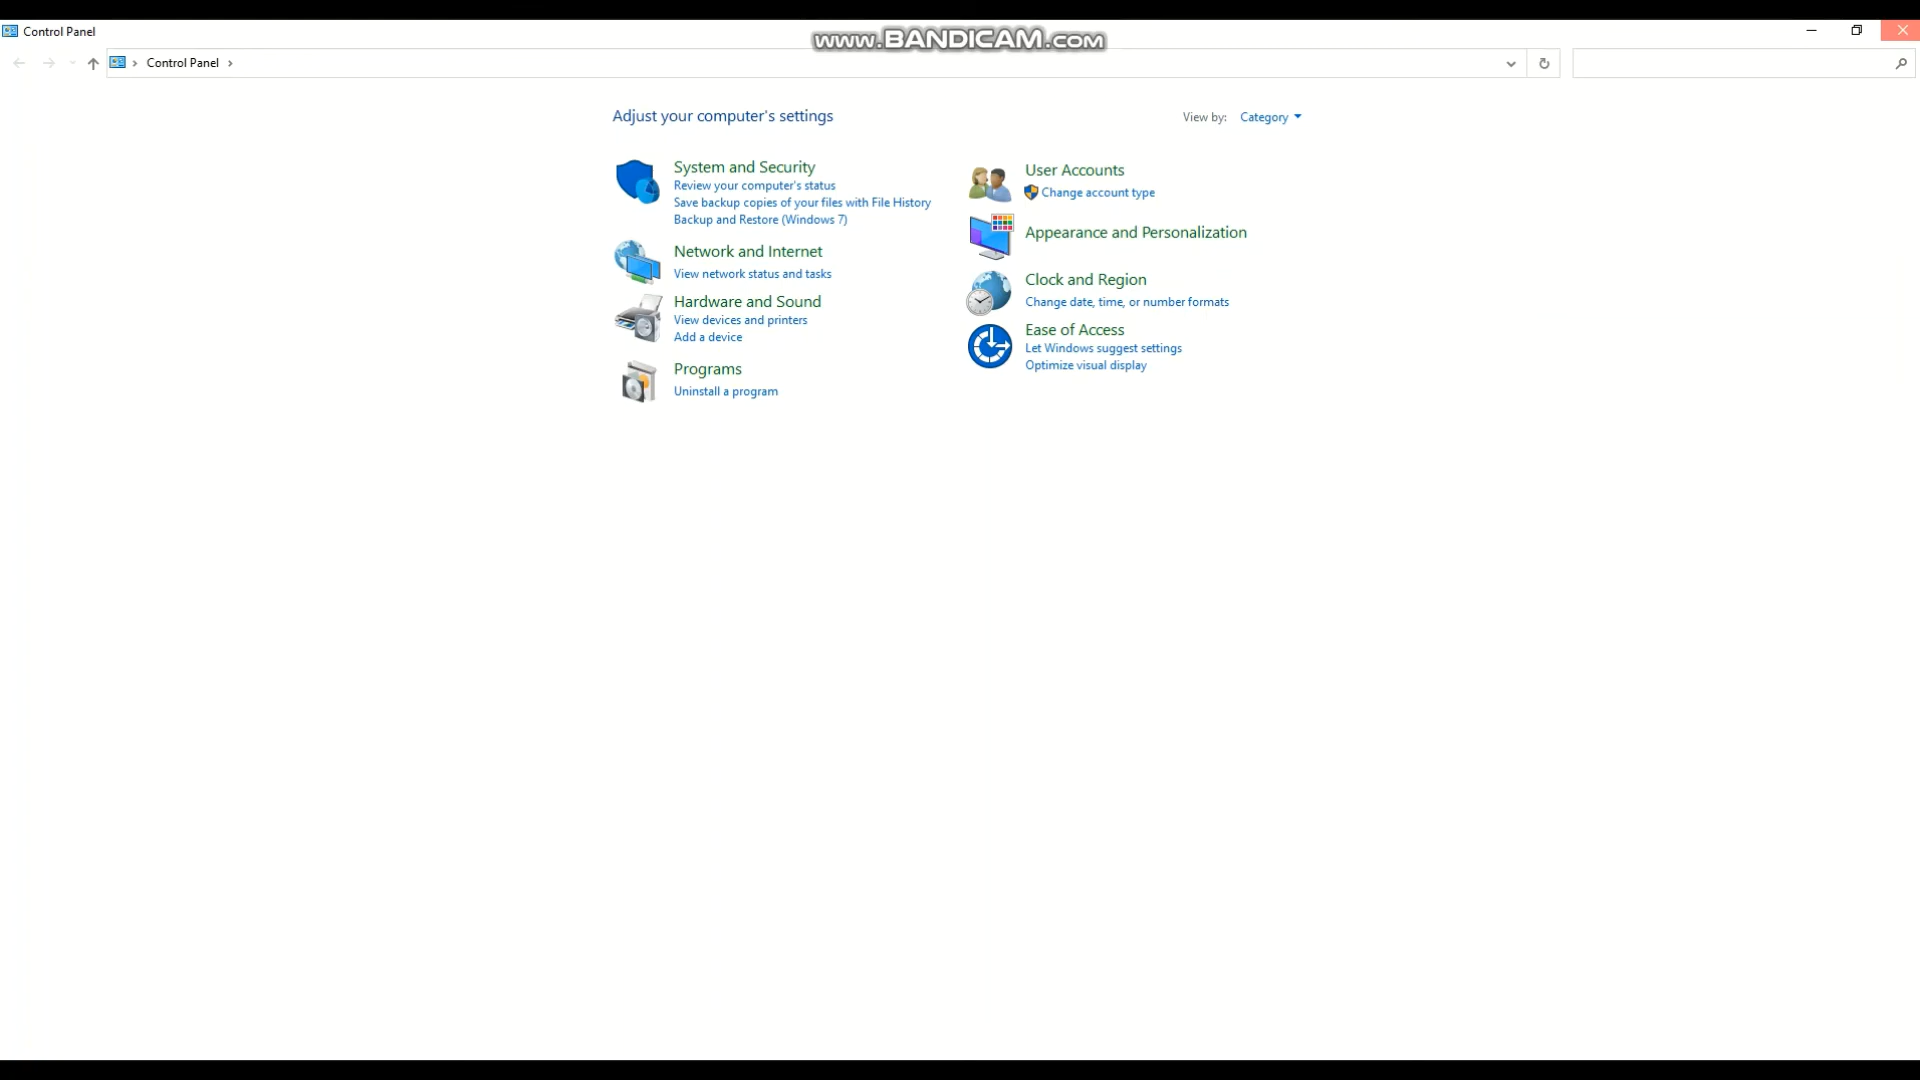 Control Panel
www.BANDICAM.com
Control Panel
Adjust your computer's settings
View by: Category
System and Security
Review your computer's status
Save backup copies of your files with File History
Backup and Restore (Windows 7)
Network and Internet
View network status and tasks
Hardware and Sound
View devices and printers
Add a device
Programs
Uninstall a program
User Accounts
Change account type
Appearance and Personalization
Clock and Region
Change date, time, or number formats
Ease of Access
Let Windows suggest settings
Optimize visual display